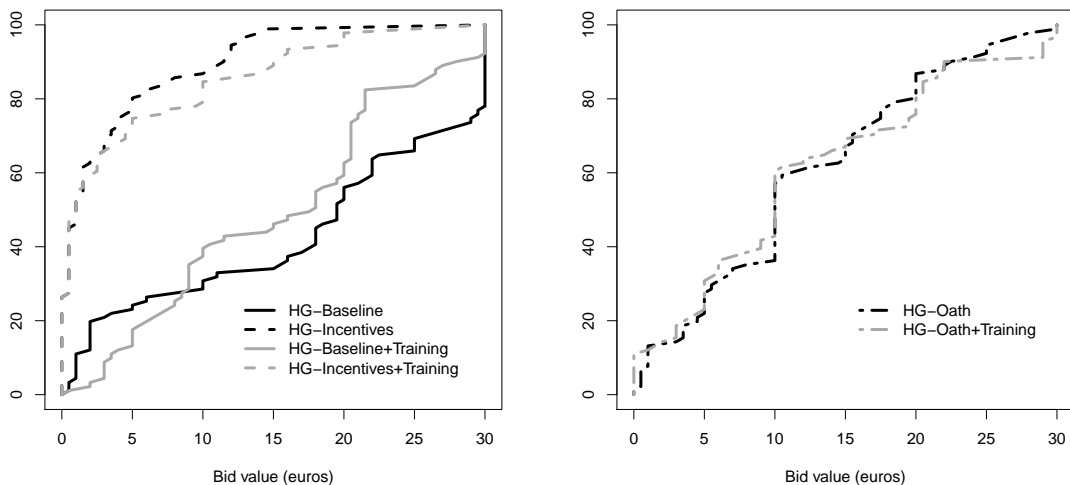 100
80
60
40
20
0
HG−Baseline
HG−Incentives
HG−Baseline+Training
HG−Incentives+Training
0 5 10 15 20 25 30
Bid value (euros)
100
80
60
40
20
0
HG−Oath
HG−Oath+Training
0 5 10 15 20 25 30
Bid value (euros)